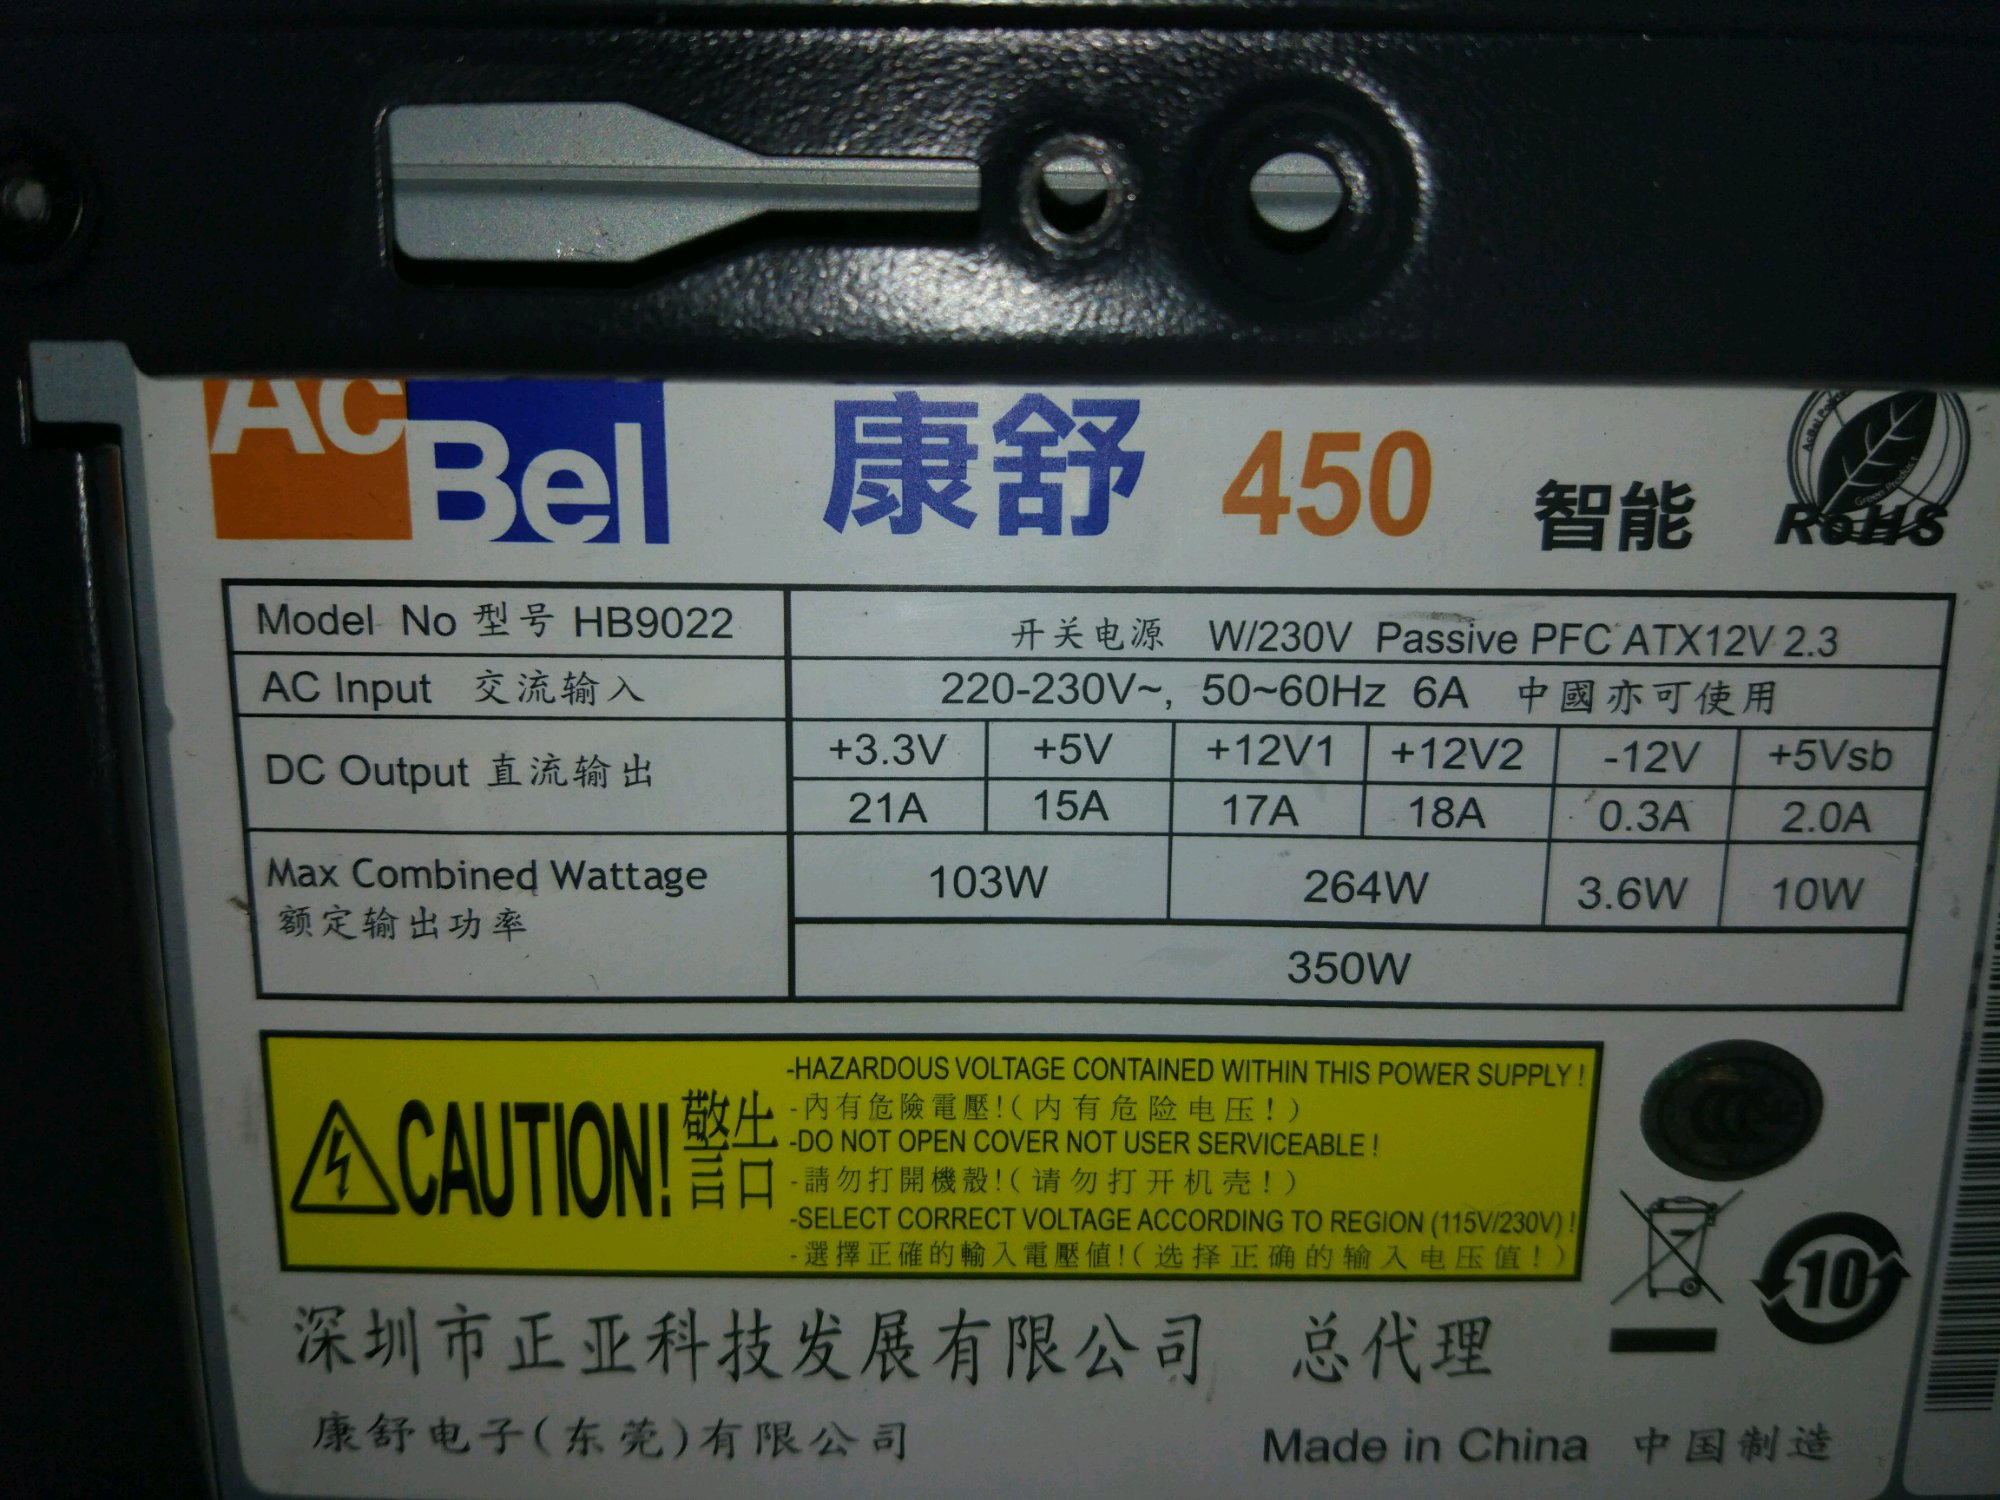 AcBel 康舒 450 智能
AcBel
Green Product
RoHS
Model No 型号 HB9022 开关电源 W/230V Passive PFC ATX12V 2.3
AC Input 交流输入 220-230V~, 50~60Hz 6A 中國亦可使用
DC Output 直流输出 +3.3V +5V +12V1 +12V2 -12V +5Vsb
21A 15A 17A 18A 0.3A 2.0A
Max Combined Wattage 103W 264W 3.6W 10W
额定输出功率 350W
CAUTION! 警告
-HAZARDOUS VOLTAGE CONTAINED WITHIN THIS POWER SUPPLY !
-內有危險電壓!(内有危险电压!)
-DO NOT OPEN COVER NOT USER SERVICEABLE !
-請勿打開機殼!(请勿打开机壳!)
-SELECT CORRECT VOLTAGE ACCORDING TO REGION (115V/230V) !
-選擇正確的輸入電壓值!(选择正确的输入电压值!)
10
深圳市正亚科技发展有限公司 总代理
康舒电子(东莞)有限公司 Made in China 中国制造